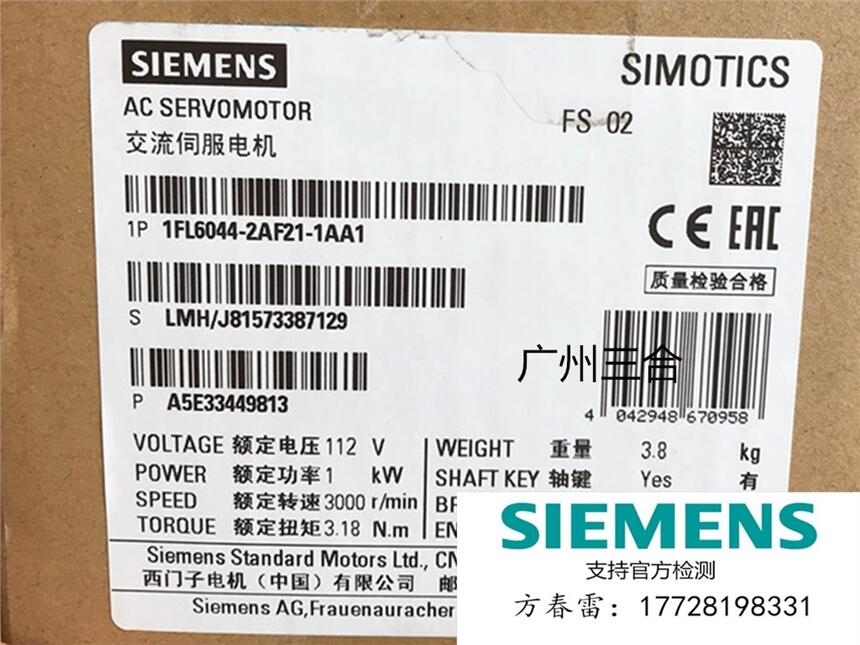 SIEMENS
SIMOTICS
AC SERVOMOTOR
FS 02
交流伺服电机
1P 1FL6044-2AF21-1AA1
CE EAC
质量检验合格
S LMH/J81573387129
广州三合
P A5E33449813
4 042948 670958
VOLTAGE 额定电压 112 V
WEIGHT 重量 3.8 kg
POWER 额定功率 1 kW
SHAFT KEY 轴键 Yes 有
SPEED 额定转速 3000 r/min
TORQUE 额定扭矩 3.18 N.m
Siemens Standard Motors Ltd., CN
西门子电机（中国）有限公司 邮
Siemens AG,Frauenauracher
SIEMENS
支持官方检测
方春雷：17728198331